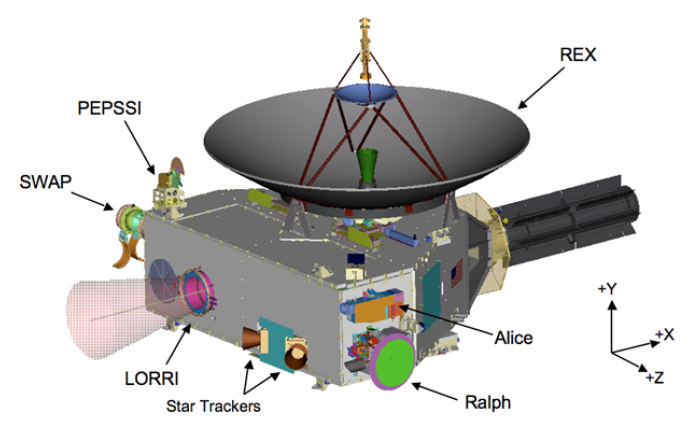 REX
PEPSSI
SWAP
+Y
+X
+Z
Alice
LORRI
Ralph
Star Trackers